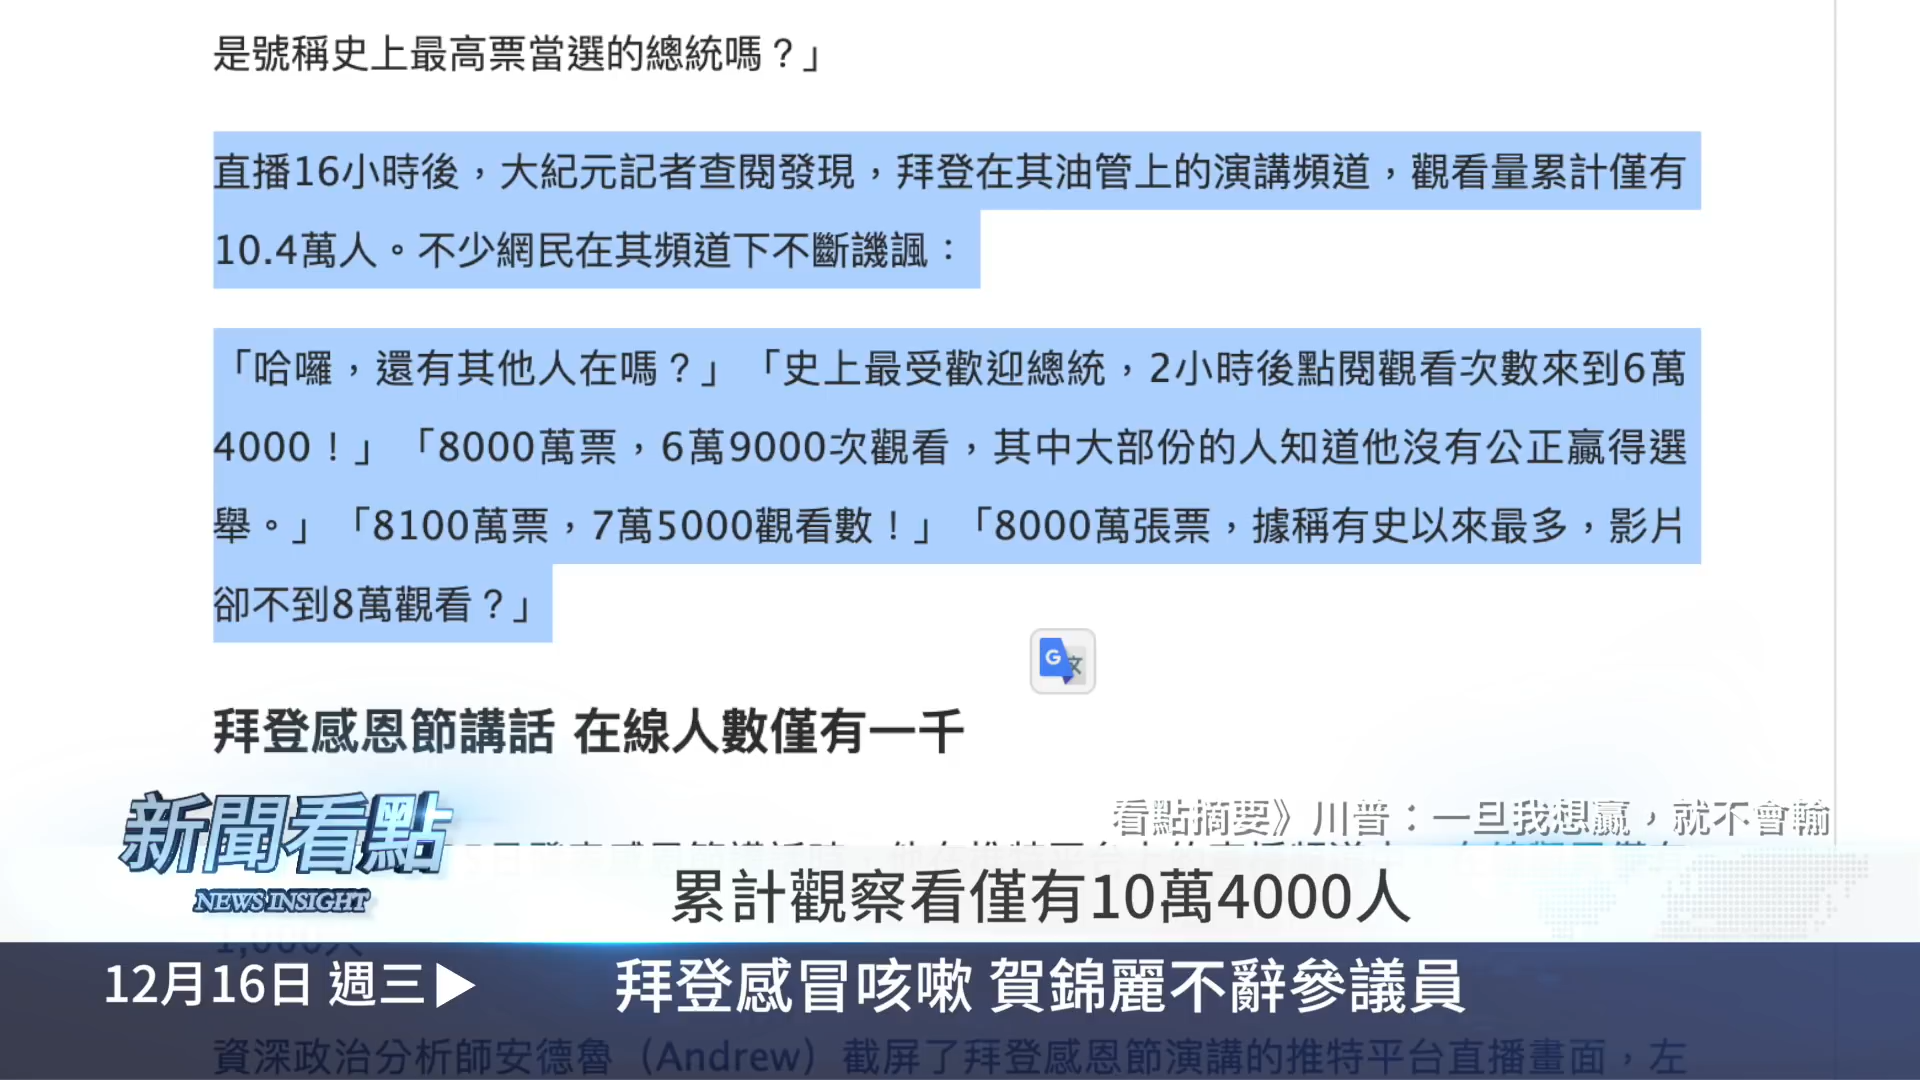 是號稱史上最高票當選的總統嗎？」
直播16小時後，大紀元記者查閱發現，拜登在其油管上的演講頻道，觀看量累計僅有
10.4萬人。不少網民在其頻道下不斷譏諷：
「哈囉，還有其他人在嗎？」「史上最受歡迎總統，2小時後點閱觀看次數來到6萬
4000！」「8000萬票，6萬9000次觀看，其中大部份的人知道他沒有公正贏得選
舉。」「8100萬票，7萬5000觀看數！」「8000萬張票，據稱有史以來最多，影片
卻不到8萬觀看？」
拜登感恩節講話 在線人數僅有一千
新聞看點
NEWS INSIGHT
看點摘要》川普：一旦我想贏，就不會輸
累計觀察看僅有10萬4000人
1,000人
12月16日 週三▶
拜登感冒咳嗽 賀錦麗不辭參議員
資深政治分析師安德魯（Andrew）截屏了拜登感恩節演講的推特平台直播畫面，左